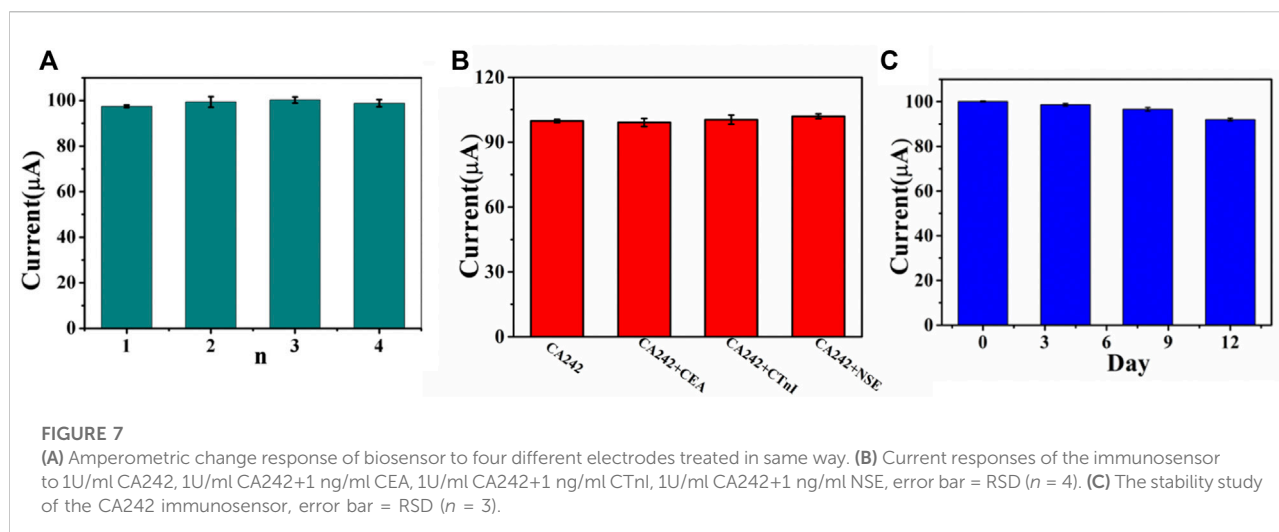 A
Current(μA)
120
100
80
60
40
20
0
1 2 3 4
n
B
Current(μA)
120
90
60
30
0
CA242
CA242+CEA
CA242+CTnI
CA242+NSE
C
Current(μA)
100
80
60
40
20
0
0 3 6 9 12
Day
FIGURE 7
(A) Amperometric change response of biosensor to four different electrodes treated in same way. (B) Current responses of the immunosensor
to 1U/ml CA242, 1U/ml CA242+1 ng/ml CEA, 1U/ml CA242+1 ng/ml CTnI, 1U/ml CA242+1 ng/ml NSE, error bar = RSD (n = 4). (C) The stability study
of the CA242 immunosensor, error bar = RSD (n = 3).